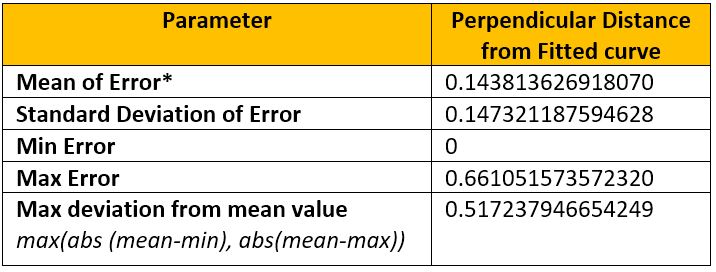 Parameter
Perpendicular Distance
from Fitted curve
Mean of Error*
0.143813626918070
Standard Deviation of Error
0.147321187594628
Min Error
0
Max Error
0.661051573572320
Max deviation from mean value
0.517237946654249
max(abs (mean-min), abs(mean-max))